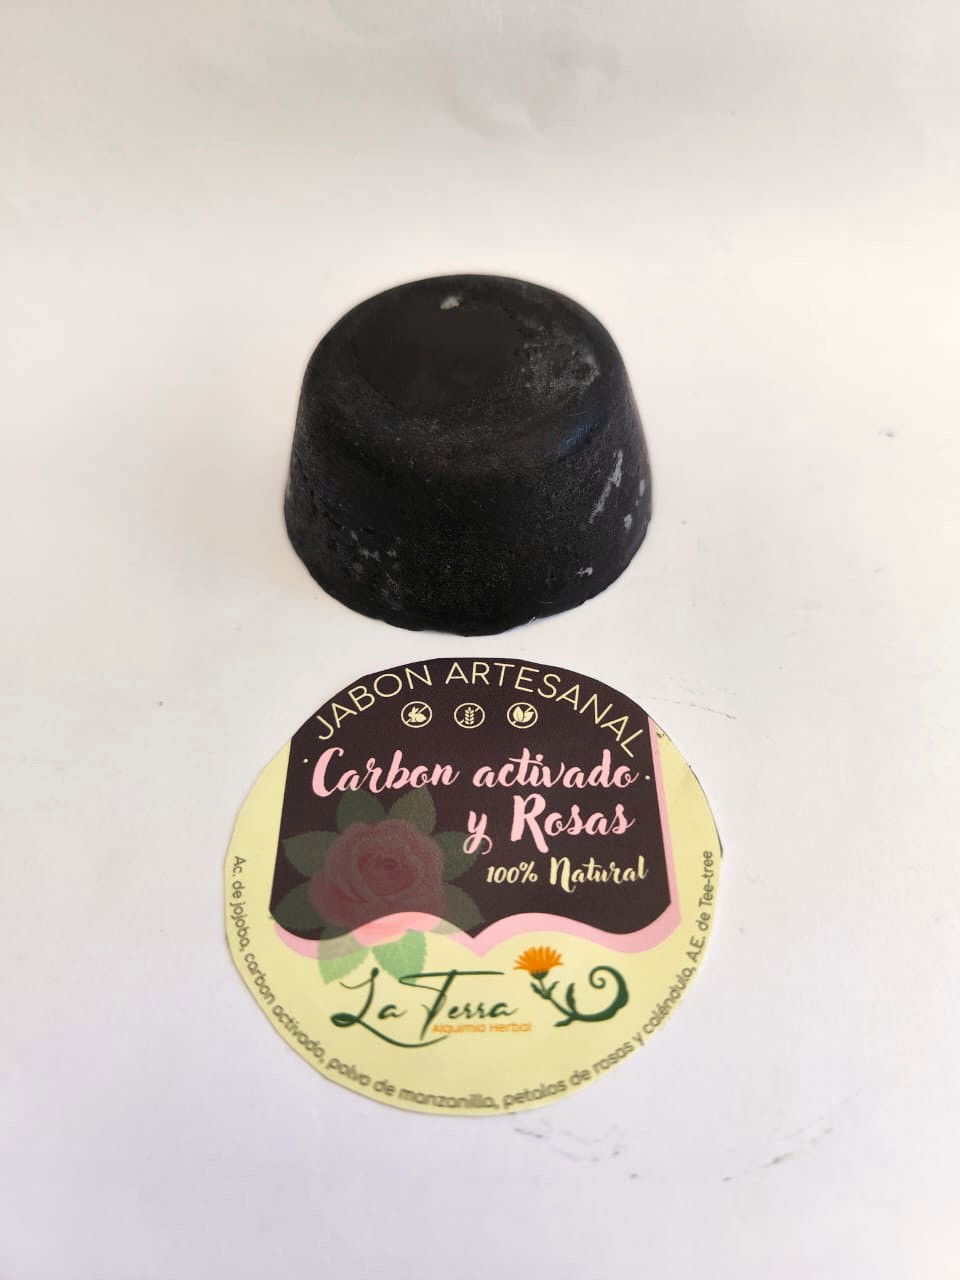 JABON ARTESANAL
Carbon activado
y Rosas
100% Natural
La Terra
Alquimia Herbal
Ac. de jojoba, carbon activado, polvo de manzanilla, petalos de rosas y caléndula, A.E. de Tee-tree